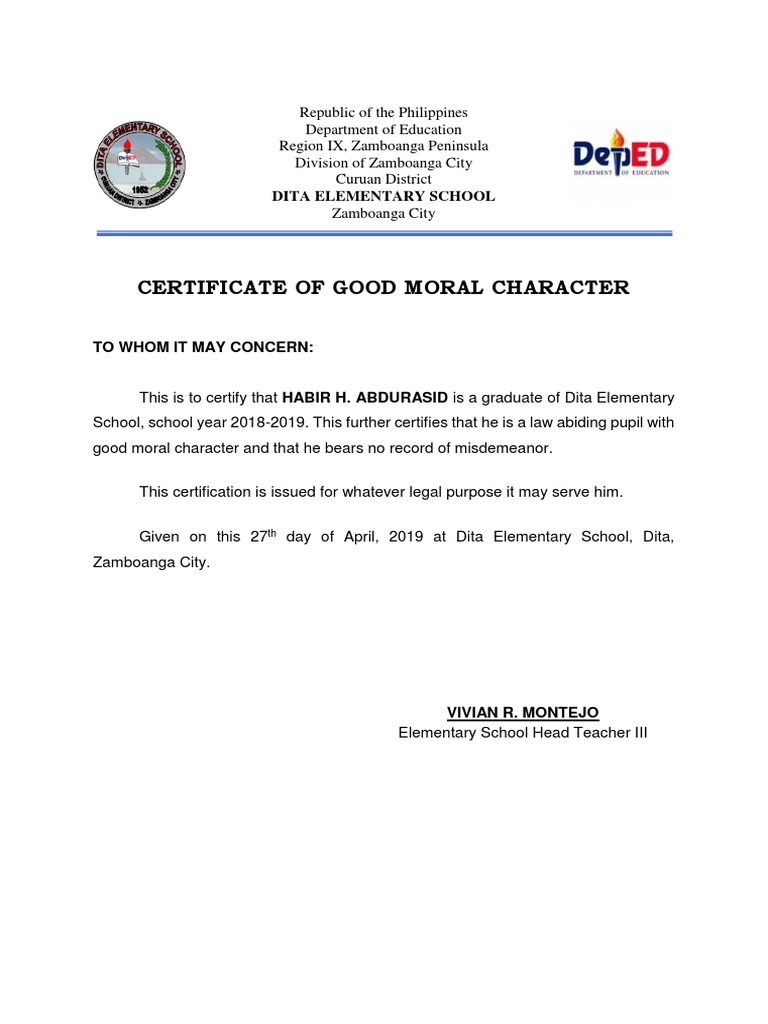 Republic of the Philippines
Department of Education
Region IX, Zamboanga Peninsula
Division of Zamboanga City
Curuan District
DITA ELEMENTARY SCHOOL
Zamboanga City
DITA ELEMENTARY SCHOOL
DepED
1952
CURUAN DISTRICT ZAMBOANGA CITY
DepED
DEPARTMENT OF EDUCATION
CERTIFICATE OF GOOD MORAL CHARACTER
TO WHOM IT MAY CONCERN:
This is to certify that HABIR H. ABDURASID is a graduate of Dita Elementary
School, school year 2018-2019. This further certifies that he is a law abiding pupil with
good moral character and that he bears no record of misdemeanor.
This certification is issued for whatever legal purpose it may serve him.
Given on this 27th day of April, 2019 at Dita Elementary School, Dita,
Zamboanga City.
VIVIAN R. MONTEJO
Elementary School Head Teacher III